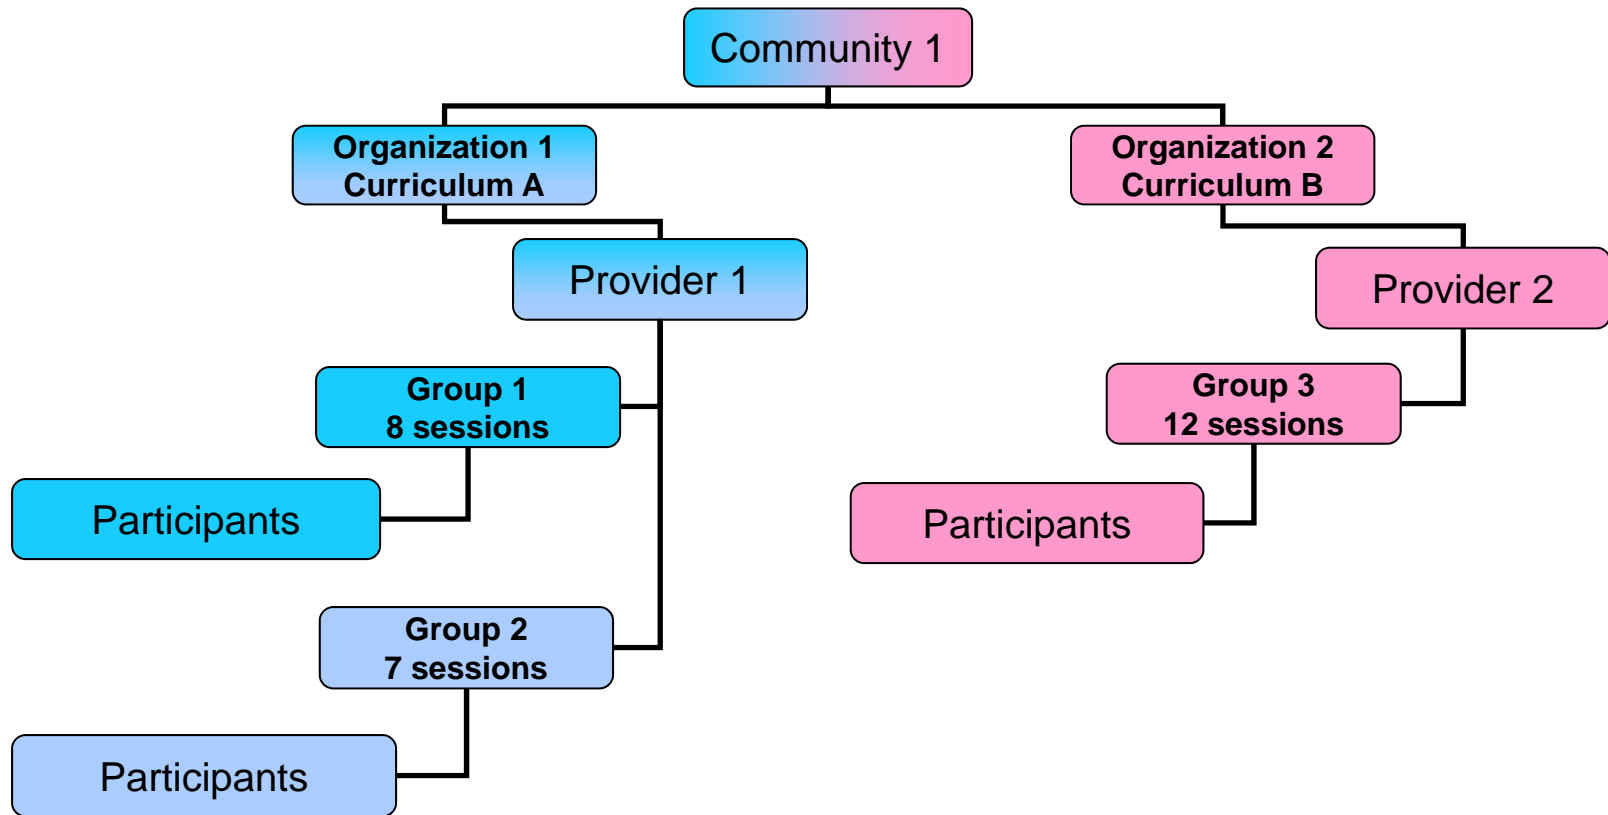 Community 1
Organization 1
Curriculum A
Organization 2
Curriculum B
Provider 1
Provider 2
Group 1
8 sessions
Group 3
12 sessions
Participants
Participants
Group 2
7 sessions
Participants